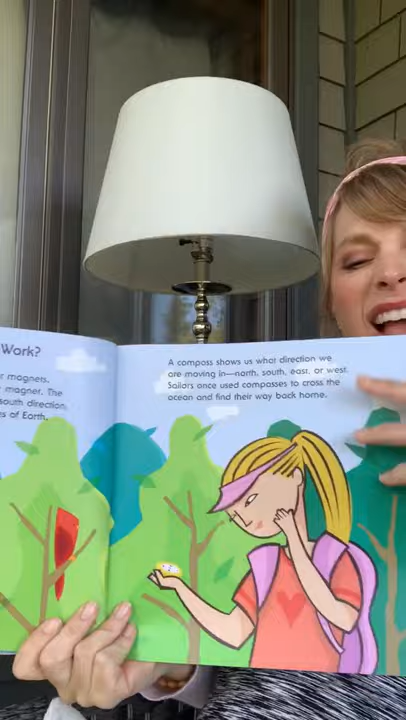 Work?
magnets.
magnet. The
south direction
es of Earth.
A compass shows us what direction we
are moving in—north, south, east, or west.
Sailors once used compasses to cross the
ocean and find their way back home.